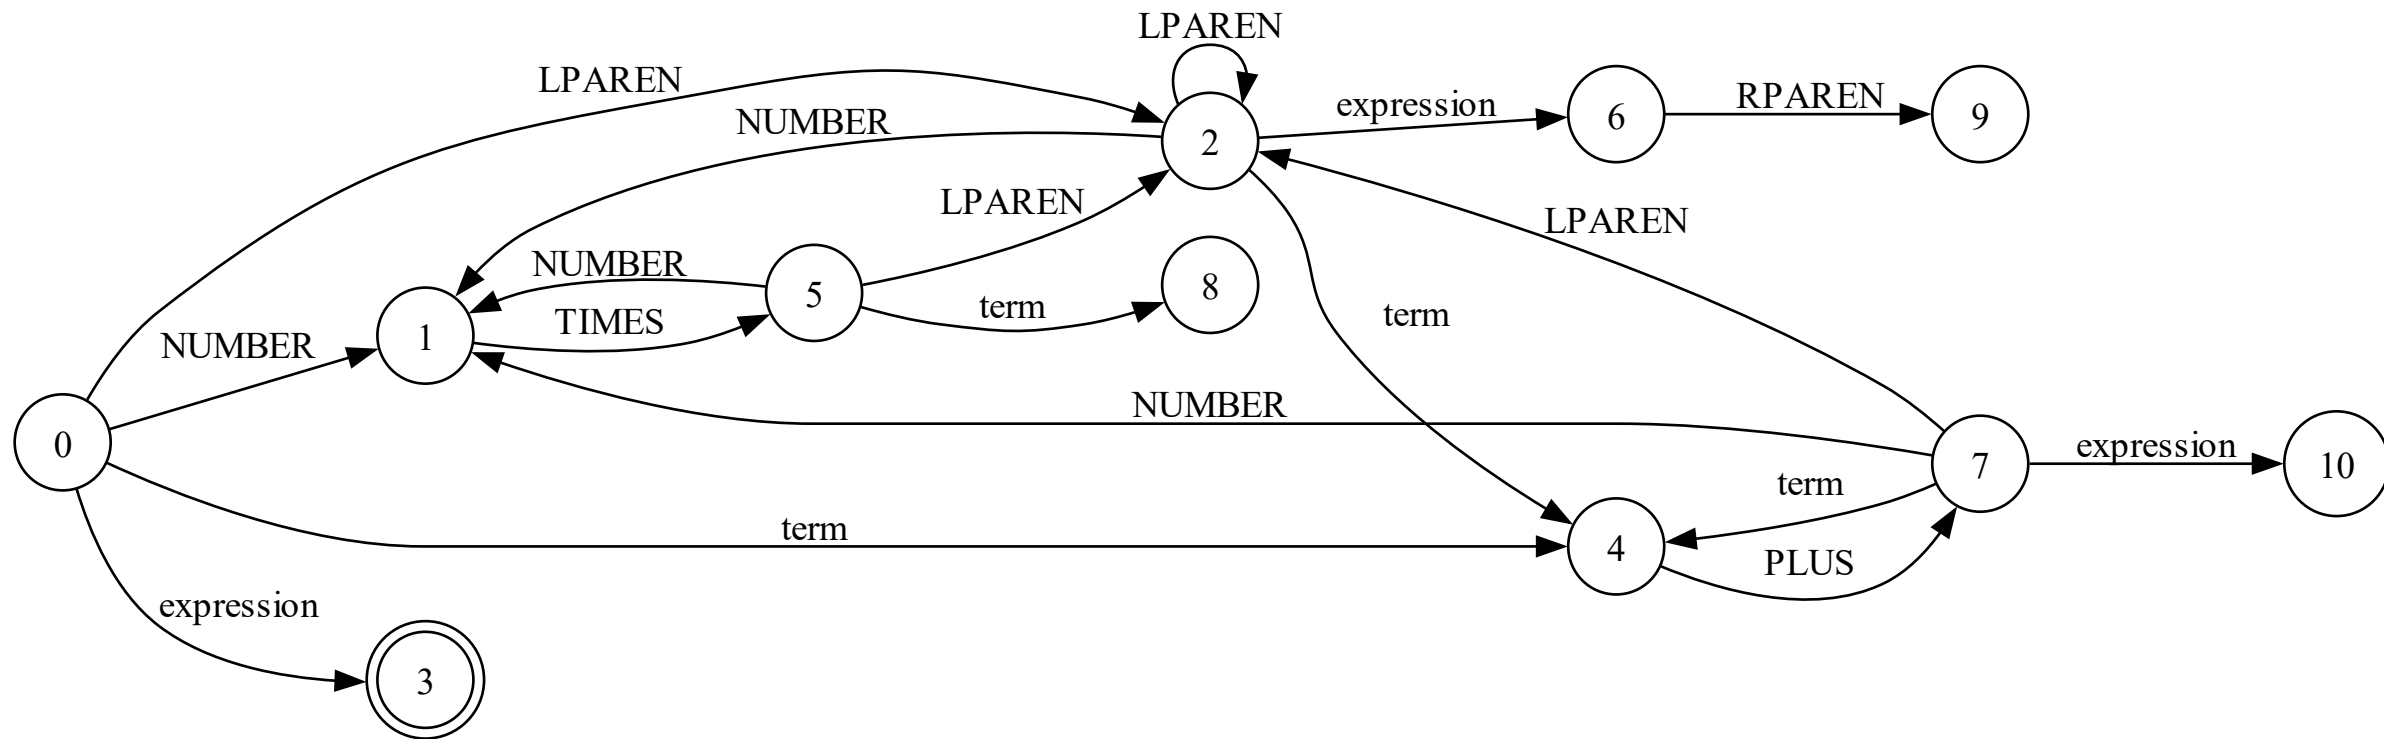 LPAREN
LPAREN
expression
6
RPAREN
9
NUMBER
2
LPAREN
LPAREN
NUMBER
5
8
term
term
TIMES
1
NUMBER
NUMBER
0
7
expression
10
term
term
4
PLUS
expression
3